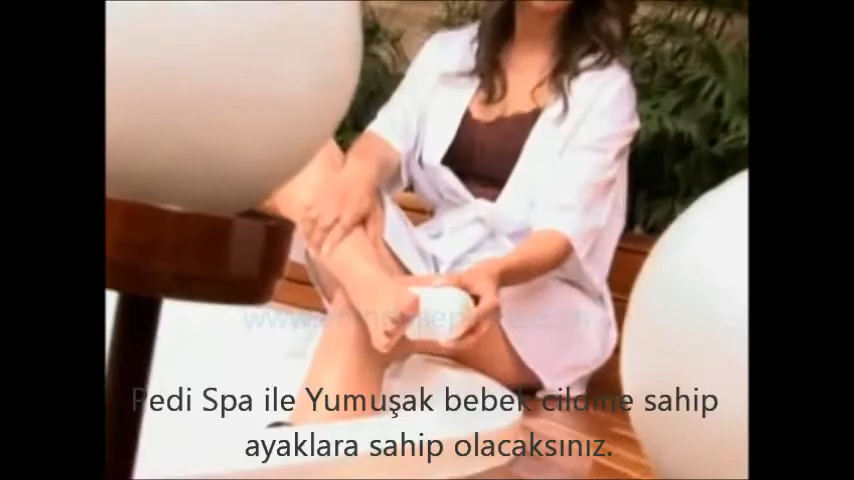 Pedi Spa ile Yumuşak bebek cildine sahip
ayaklara sahip olacaksınız.